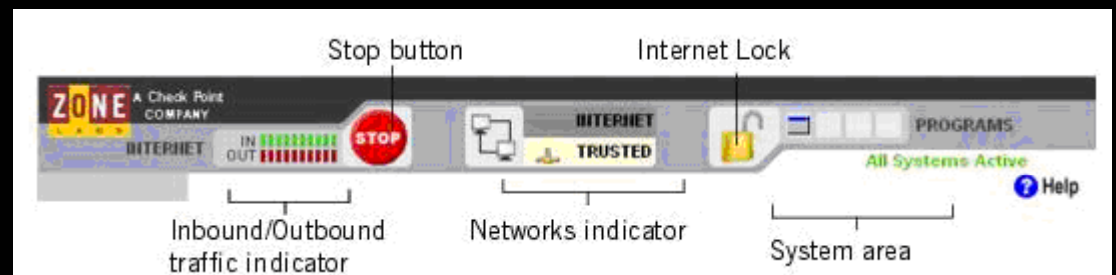 Stop button
Internet Lock
ZONE
LABS
A Check Point
COMPANY
INTERNET
IN
OUT
STOP
INTERNET
TRUSTED
PROGRAMS
All Systems Active
? Help
Inbound/Outbound
traffic indicator
Networks indicator
System area